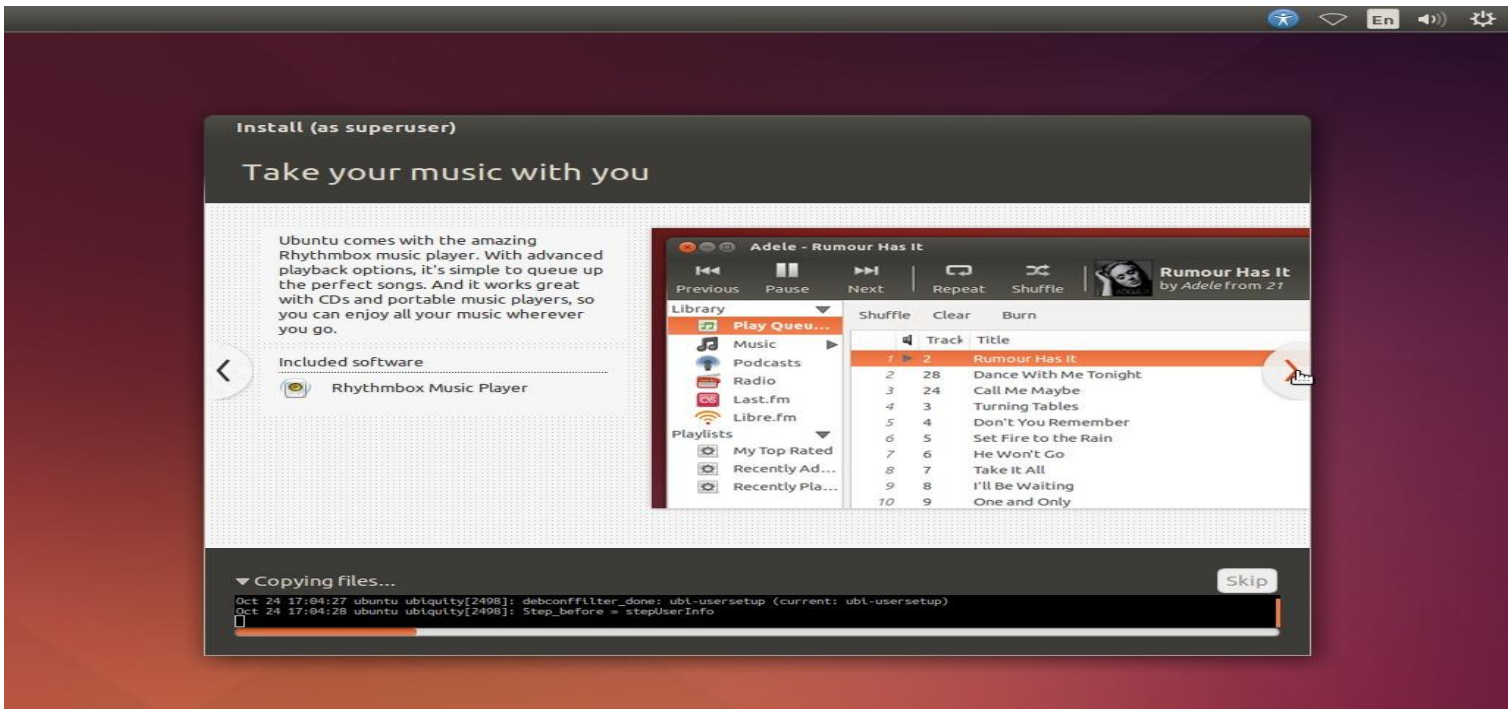 En
Install (as superuser)
Take your music with you
Ubuntu comes with the amazing
Rhythmbox music player. With advanced
playback options, it's simple to queue up
the perfect songs. And it works great
with CDs and portable music players, so
you can enjoy all your music wherever
you go.
Included software
Rhythmbox Music Player
Adele - Rumour Has It
Previous Pause Next Repeat Shuffle
Rumour Has It
by Adele from 21
Library
Play Queu...
Music
Podcasts
Radio
Last.fm
Libre.fm
Playlists
My Top Rated
Recently Ad...
Recently Pla...
Shuffle Clear Burn
Track Title
1 2 Rumour Has It
2 28 Dance With Me Tonight
3 24 Call Me Maybe
4 3 Turning Tables
5 4 Don't You Remember
6 5 Set Fire to the Rain
7 6 He Won't Go
8 7 Take It All
9 8 I'll Be Waiting
10 9 One and Only
Copying files...
Skip
Oct 24 17:04:27 ubuntu ubiquity[2498]: debconffilter_done: ubi-usersetup (current: ubi-usersetup)
Oct 24 17:04:28 ubuntu ubiquity[2498]: Step_before = stepUserInfo